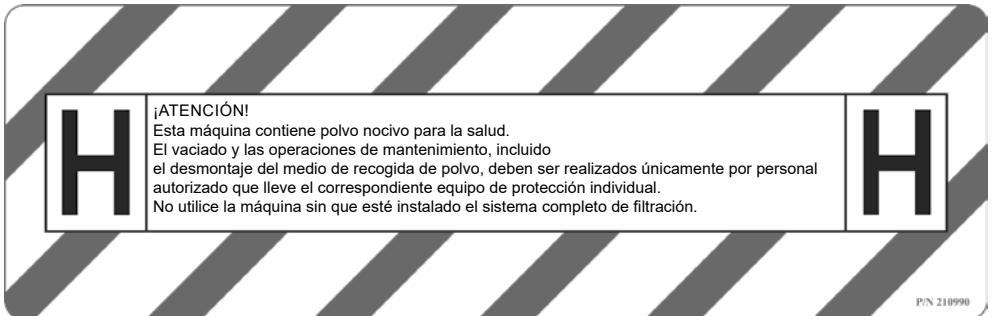 H
¡ATENCIÓN!
Esta máquina contiene polvo nocivo para la salud.
El vaciado y las operaciones de mantenimiento, incluido
el desmontaje del medio de recogida de polvo, deben ser realizados únicamente por personal
autorizado que lleve el correspondiente equipo de protección individual.
No utilice la máquina sin que esté instalado el sistema completo de filtración.
H
P/N 210990